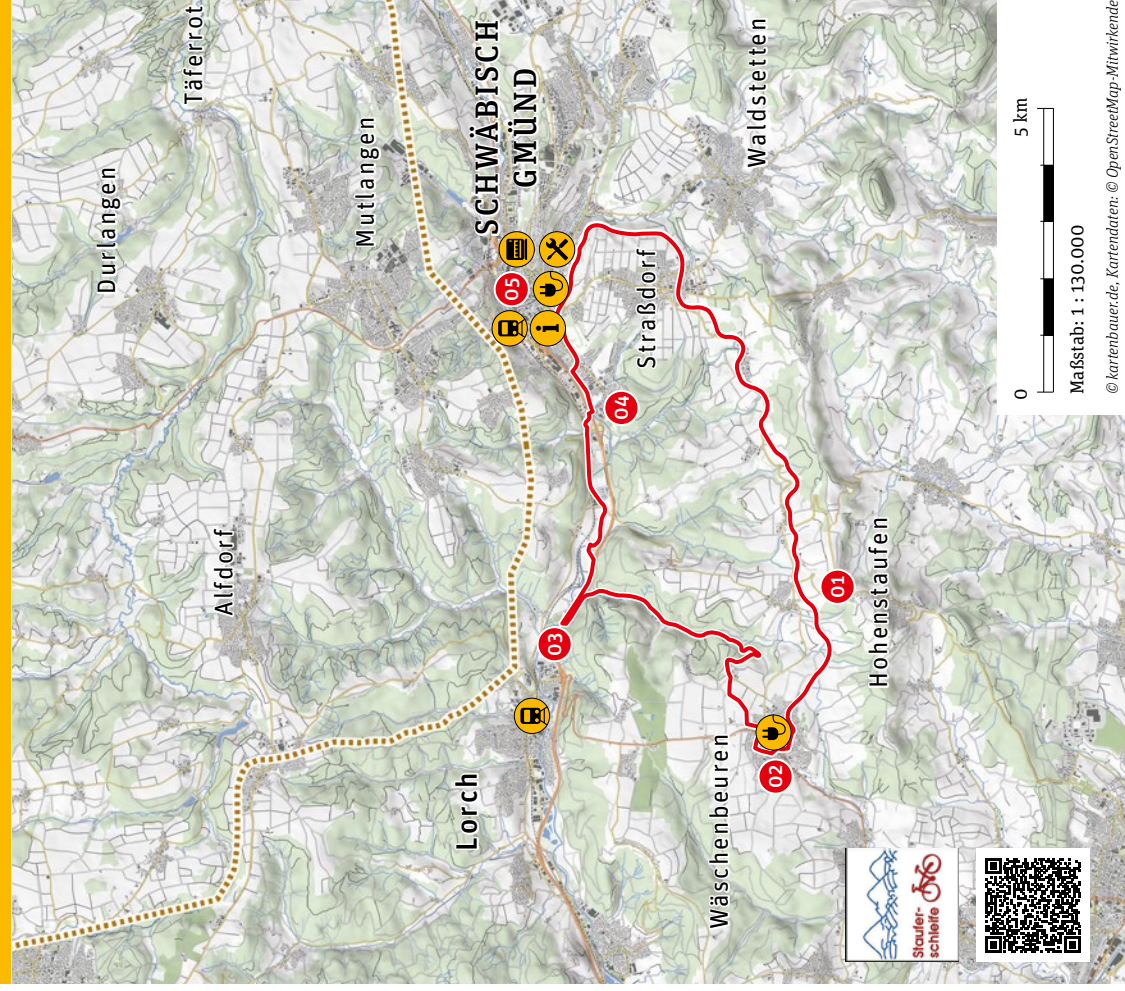 Täferrot
Durlangen
Mutlangen
SCHWÄBISCH
GMÜND
Waldstetten
Straßdorf
Alfdorf
Hohenstaufen
Lorch
Wäschenbeuren
05
04
03
01
02
i
0
5 km
Maßstab: 1 : 130.000
© kartenbauer.de, Kartendaten: © OpenStreetMap-Mitwirkende
Staufer-
schleife